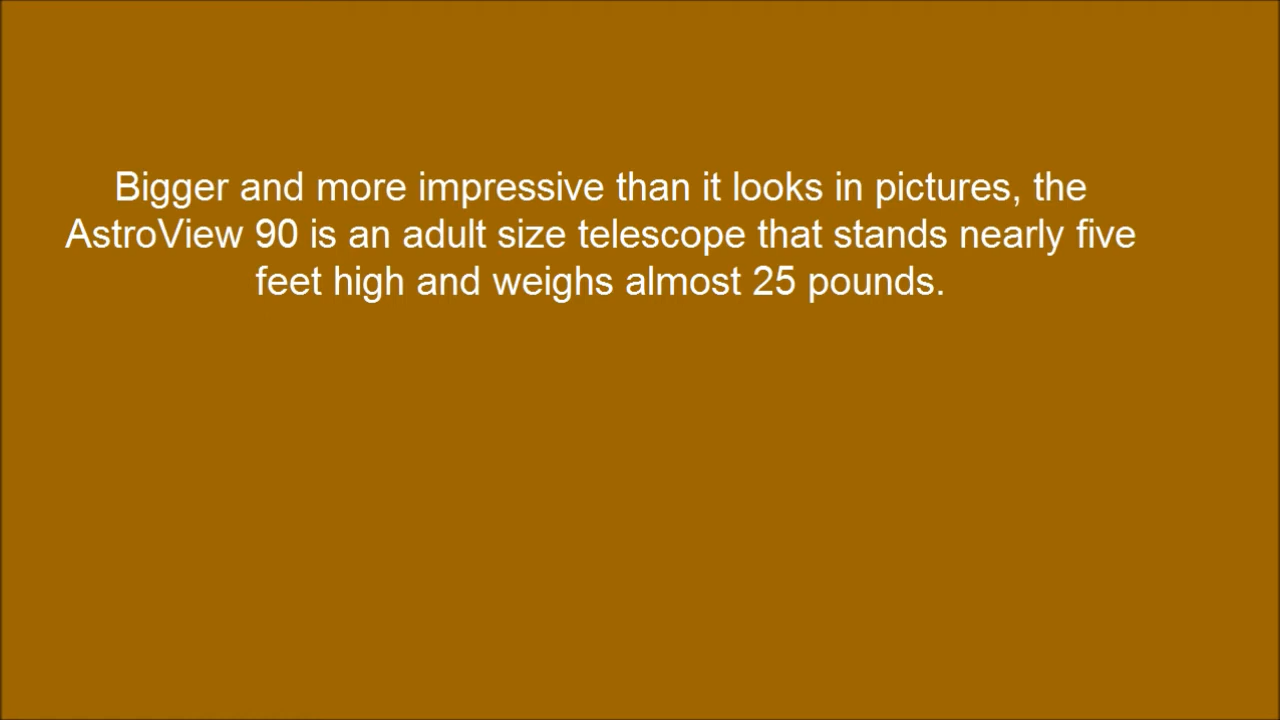 Bigger and more impressive than it looks in pictures, the
AstroView 90 is an adult size telescope that stands nearly five
feet high and weighs almost 25 pounds.